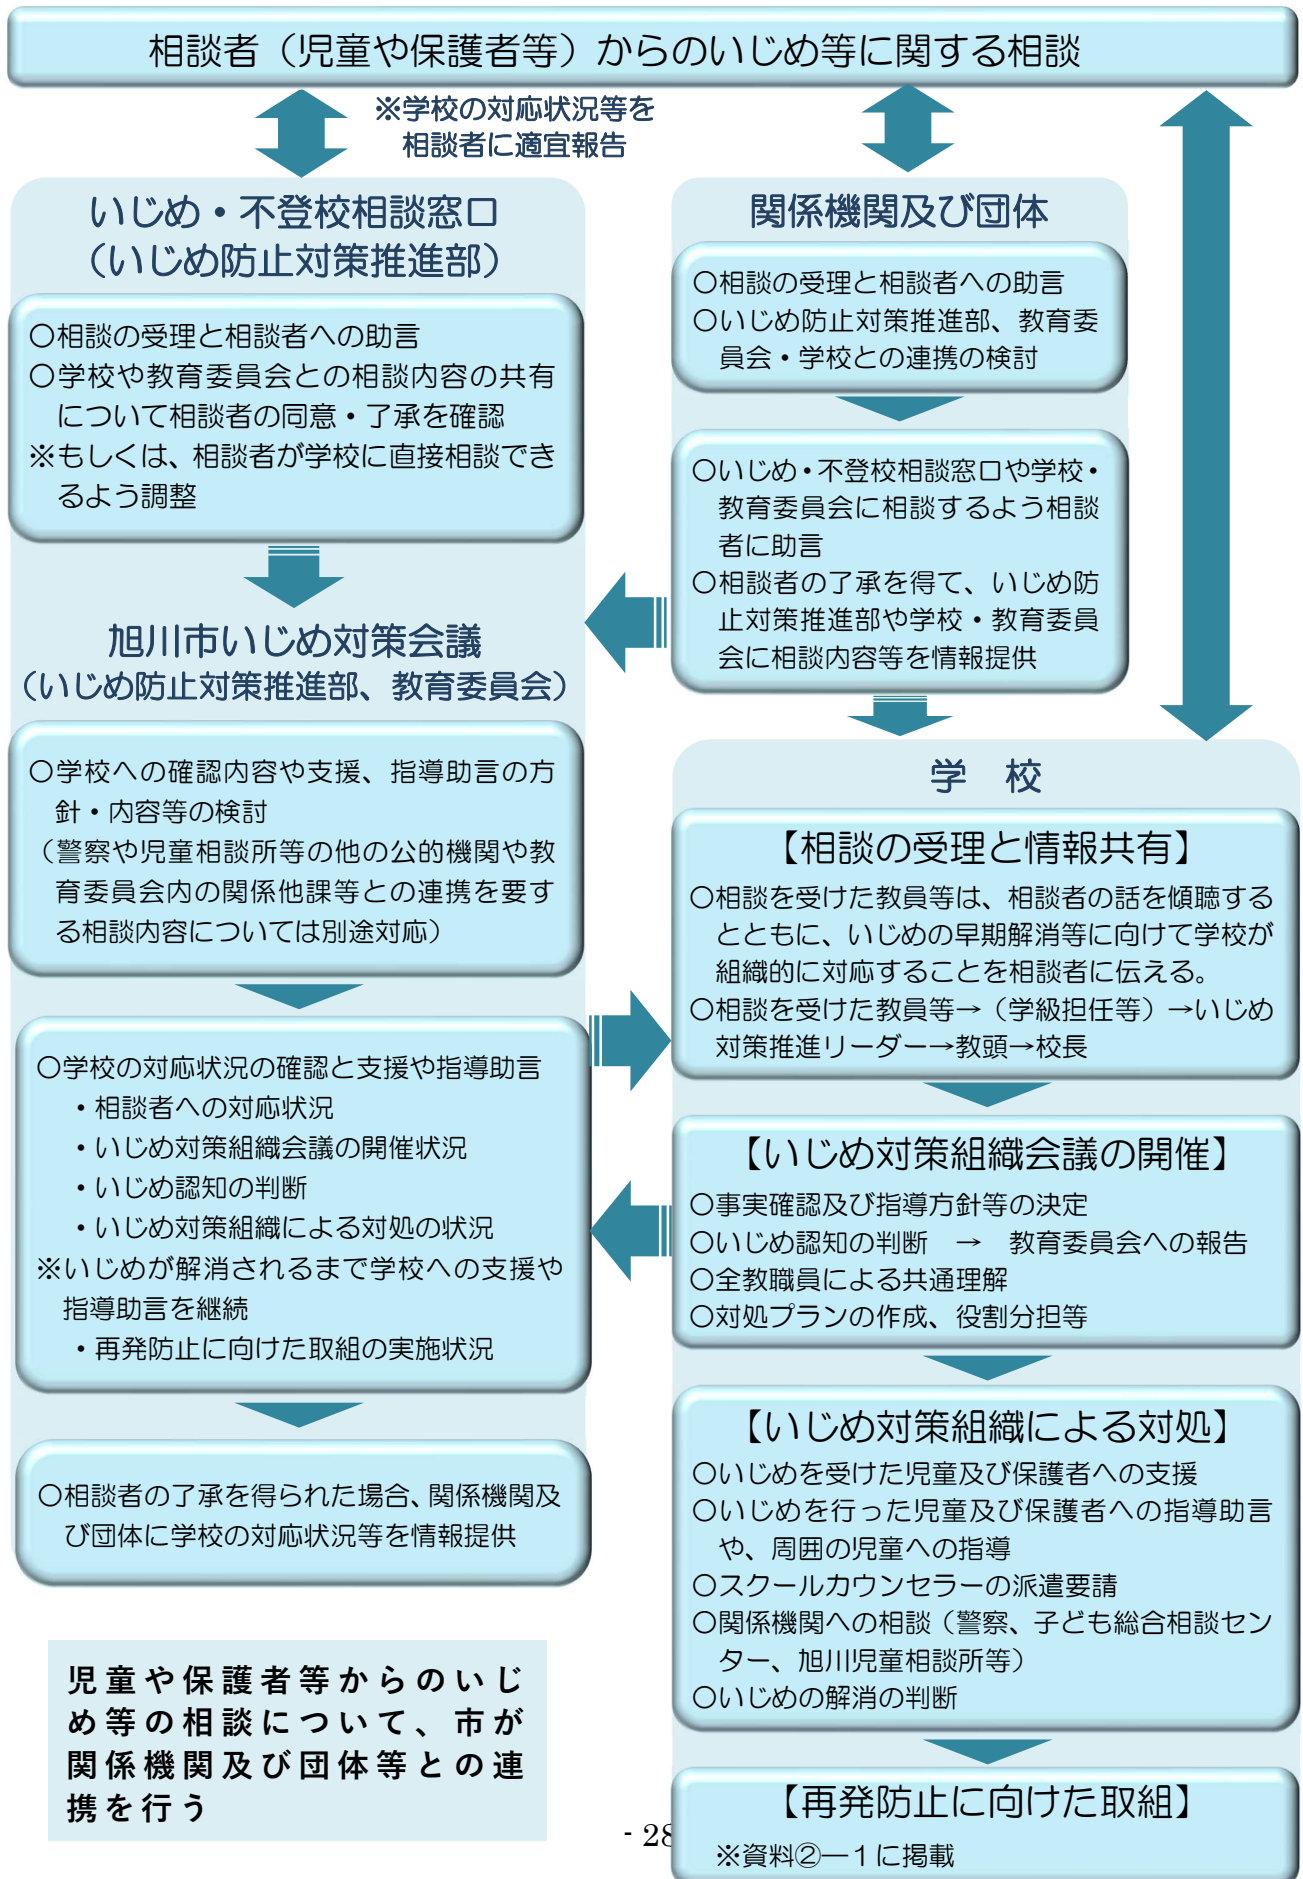 相談者（児童や保護者等）からのいじめ等に関する相談
※学校の対応状況等を
相談者に適宜報告
いじめ・不登校相談窓口
（いじめ防止対策推進部）
○相談の受理と相談者への助言
○学校や教育委員会との相談内容の共有
について相談者の同意・了承を確認
※もしくは、相談者が学校に直接相談でき
るよう調整
旭川市いじめ対策会議
（いじめ防止対策推進部、教育委員会）
○学校への確認内容や支援、指導助言の方
針・内容等の検討
（警察や児童相談所等の他の公的機関や教
育委員会内の関係他課等との連携を要す
る相談内容については別途対応）
○学校の対応状況の確認と支援や指導助言
・相談者への対応状況
・いじめ対策組織会議の開催状況
・いじめ認知の判断
・いじめ対策組織による対処の状況
※いじめが解消されるまで学校への支援や
指導助言を継続
・再発防止に向けた取組の実施状況
○相談者の了承を得られた場合、関係機関及
び団体に学校の対応状況等を情報提供
児童や保護者等からのいじ
め等の相談について、市が
関係機関及び団体等との連
携を行う
関係機関及び団体
○相談の受理と相談者への助言
○いじめ防止対策推進部、教育委
員会・学校との連携の検討
○いじめ・不登校相談窓口や学校・
教育委員会に相談するよう相談
者に助言
○相談者の了承を得て、いじめ防
止対策推進部や学校・教育委員
会に相談内容等を情報提供
学　校
【相談の受理と情報共有】
○相談を受けた教員等は、相談者の話を傾聴する
とともに、いじめの早期解消等に向けて学校が
組織的に対応することを相談者に伝える。
○相談を受けた教員等→（学級担任等）→いじめ
対策推進リーダー→教頭→校長
【いじめ対策組織会議の開催】
○事実確認及び指導方針等の決定
○いじめ認知の判断　→　教育委員会への報告
○全教職員による共通理解
○対処プランの作成、役割分担等
【いじめ対策組織による対処】
○いじめを受けた児童及び保護者への支援
○いじめを行った児童及び保護者への指導助言
や、周囲の児童への指導
○スクールカウンセラーの派遣要請
○関係機関への相談（警察、子ども総合相談セン
ター、旭川児童相談所等）
○いじめの解消の判断
【再発防止に向けた取組】
※資料②―１に掲載
- 28